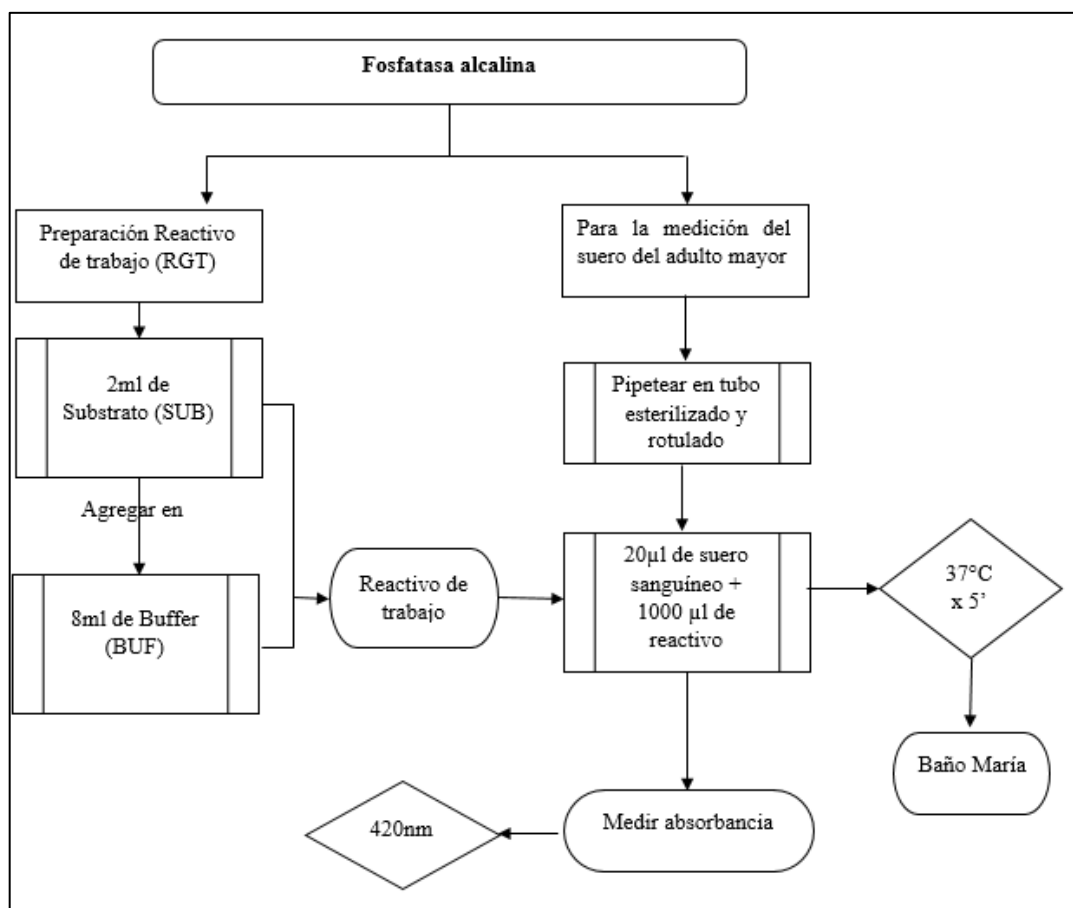 Fosfatasa alcalina
Preparación Reactivo
de trabajo (RGT)
Para la medición del
suero del adulto mayor
2ml de
Substrato (SUB)
Pipetear en tubo
esterilizado y
rotulado
Agregar en
8ml de Buffer
(BUF)
Reactivo de
trabajo
20µl de suero
sanguíneo +
1000 µl de
reactivo
37°C
x 5’
Baño María
Medir absorbancia
420nm